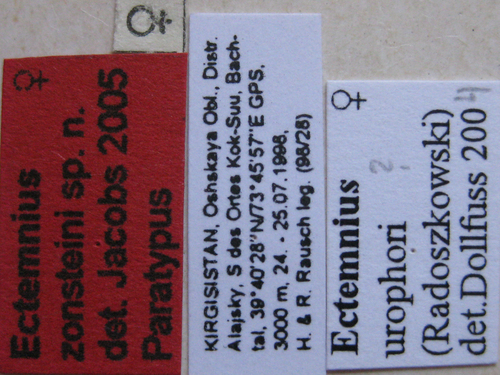 ♀
♀
Ectemnius
zonsteini sp. n.
det. Jacobs 2005
Paratypus
KIRGISISTAN, Oshskaya Obl., Distr.
Alajsky, S des Ortes Kok-Suu, Bach-
tal, 39°40'28"N/73°45'57"E GPS,
3000 m, 24. - 25.07.1998,
H. & R. Rausch leg. (98/28)
♀
Ectemnius
urophori ?
(Radoszkowski)
det.Dollfuss 2004